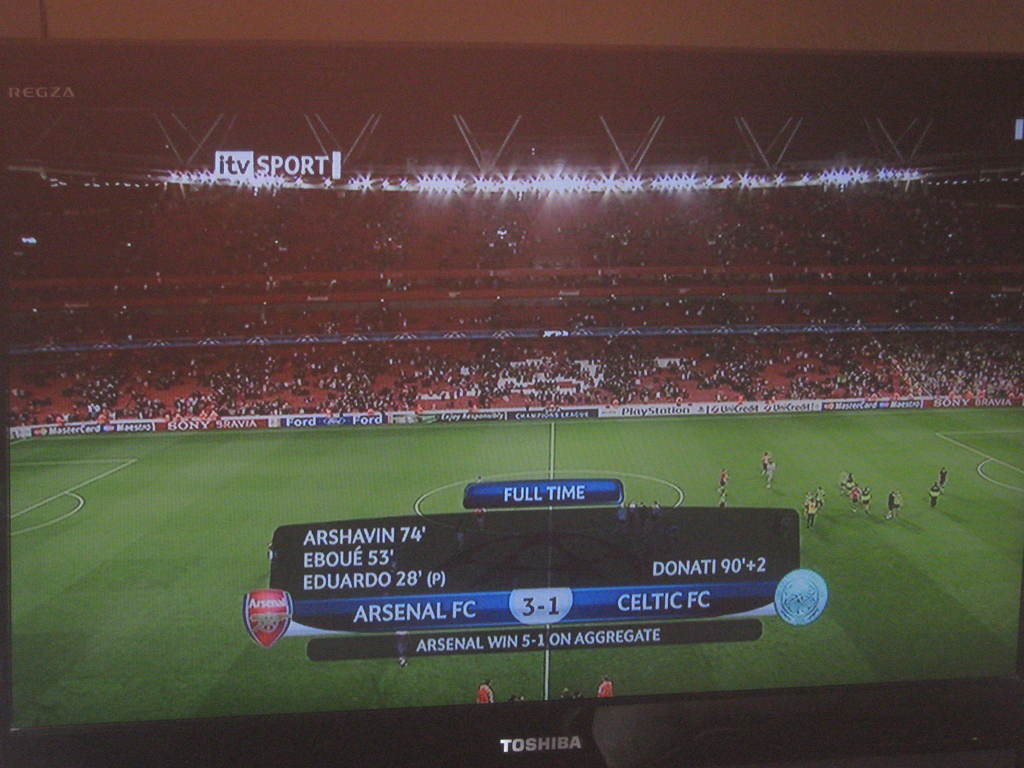 REGZA
itv SPORT
MasterCard Maestro SONY BRAVIA Ford Ford Enjoy Responsibly CHAMPIONS LEAGUE PlayStation UniCredit UniCredit MasterCard Maestro SONY BRAVIA
FULL TIME
ARSHAVIN 74'
EBOUÉ 53'
EDUARDO 28' (P)
DONATI 90'+2
Arsenal
ARSENAL FC 3-1 CELTIC FC
ARSENAL WIN 5-1 ON AGGREGATE
TOSHIBA